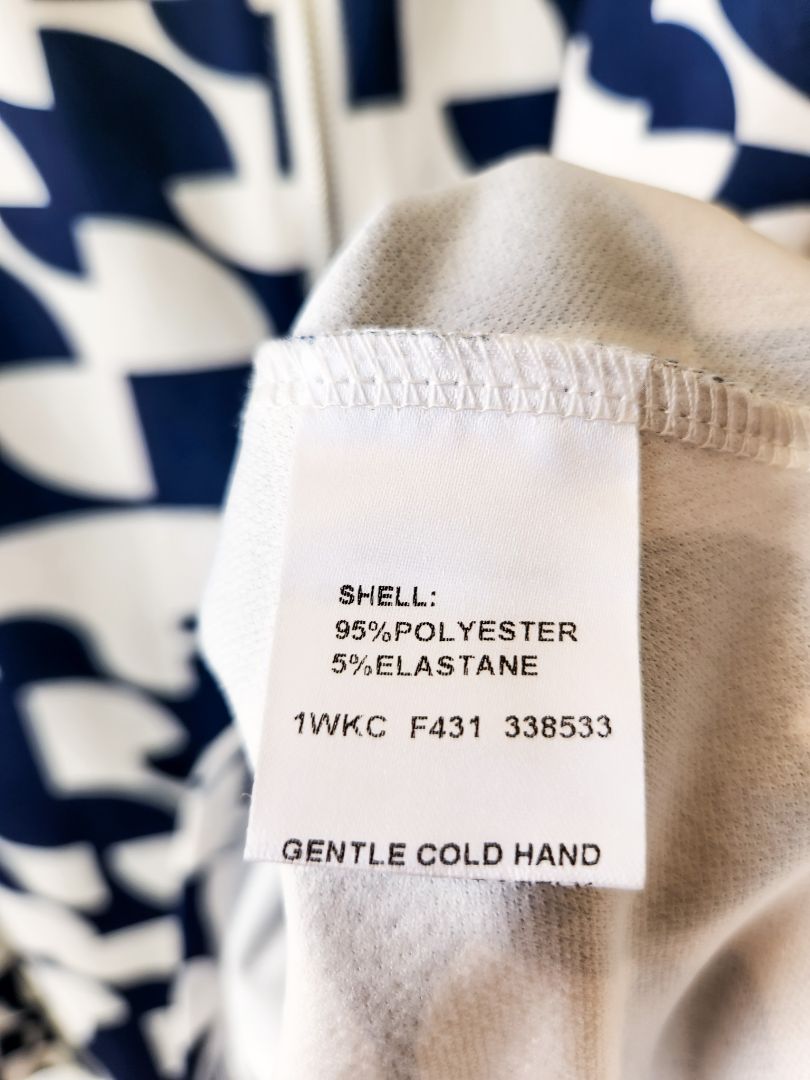 SHELL:
95%POLYESTER
5%ELASTANE
1WKC F431 338533
GENTLE COLD HAND